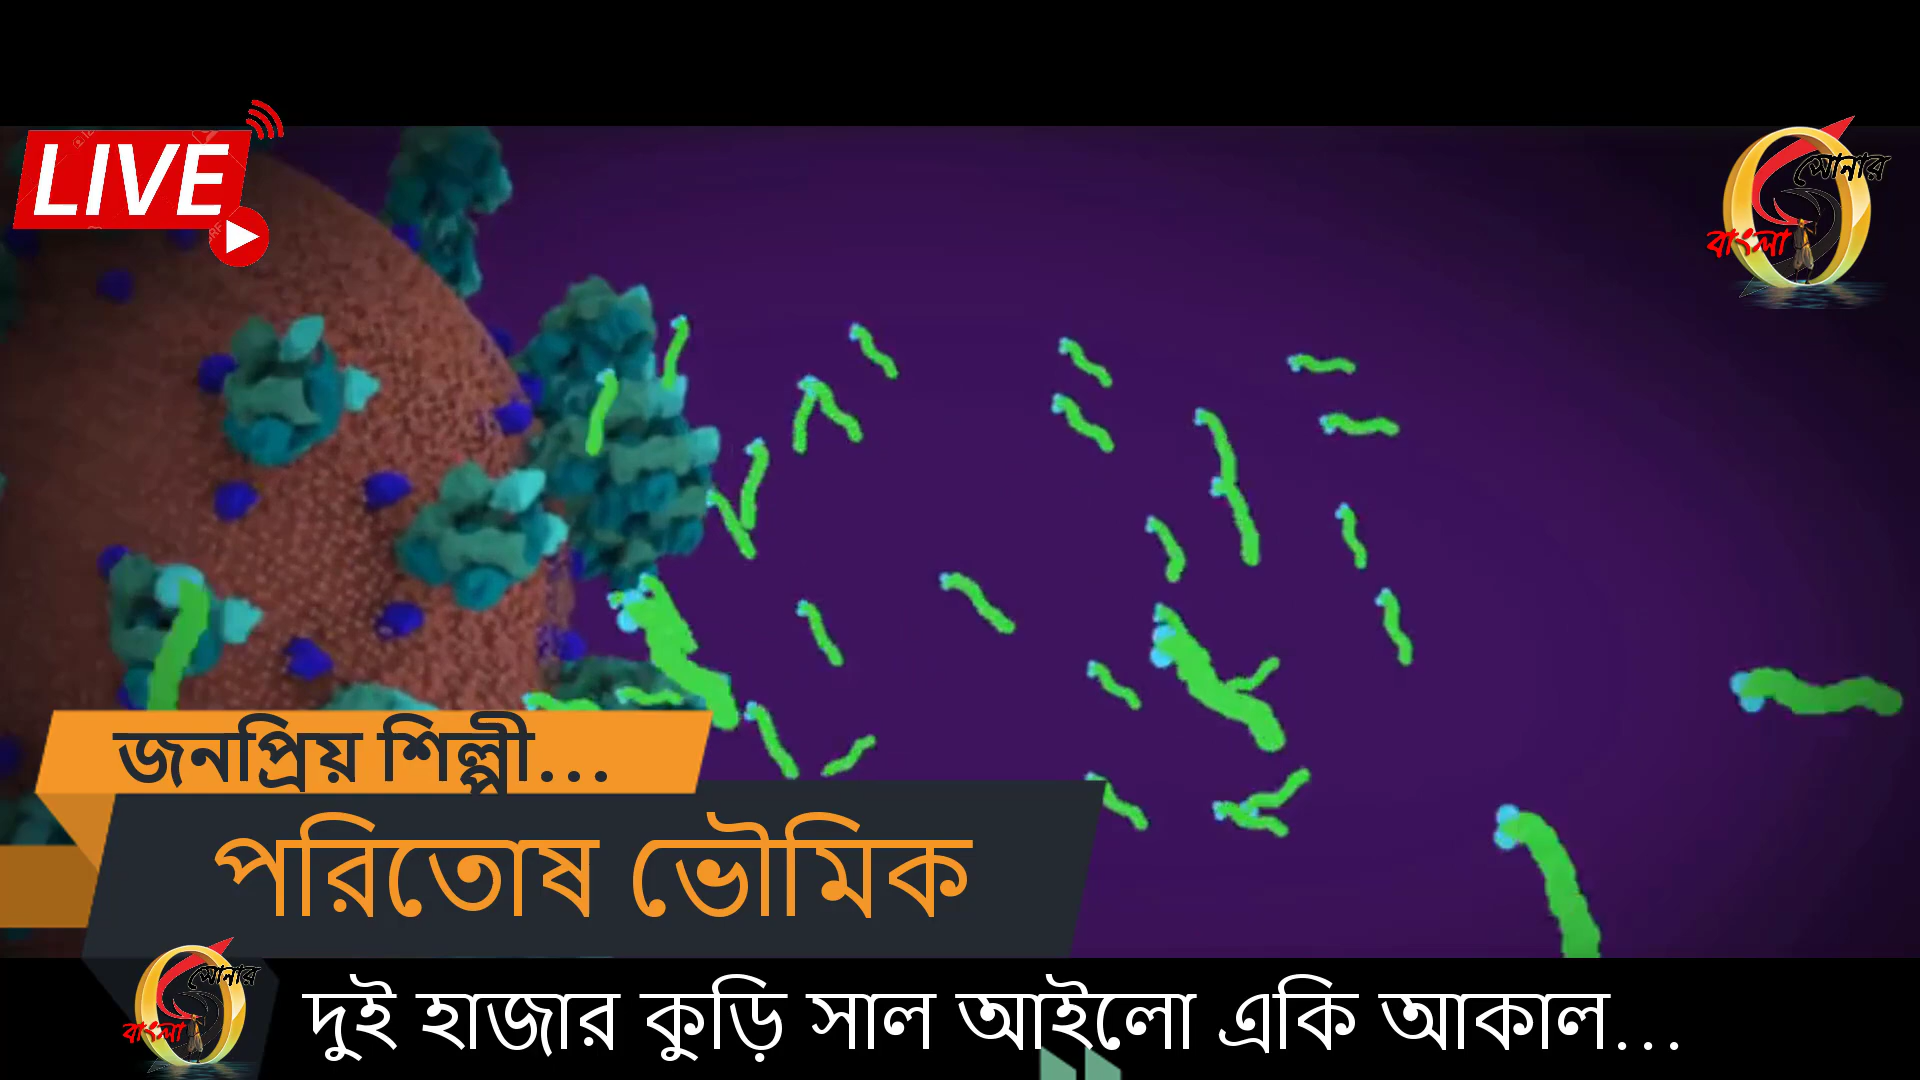 LIVE
সোনার
বাংলা
জনপ্রিয় শিল্পী...
পরিতোষ ভৌমিক
সোনার
বাংলা
দুই হাজার কুড়ি সাল আইলো একি আকাল...